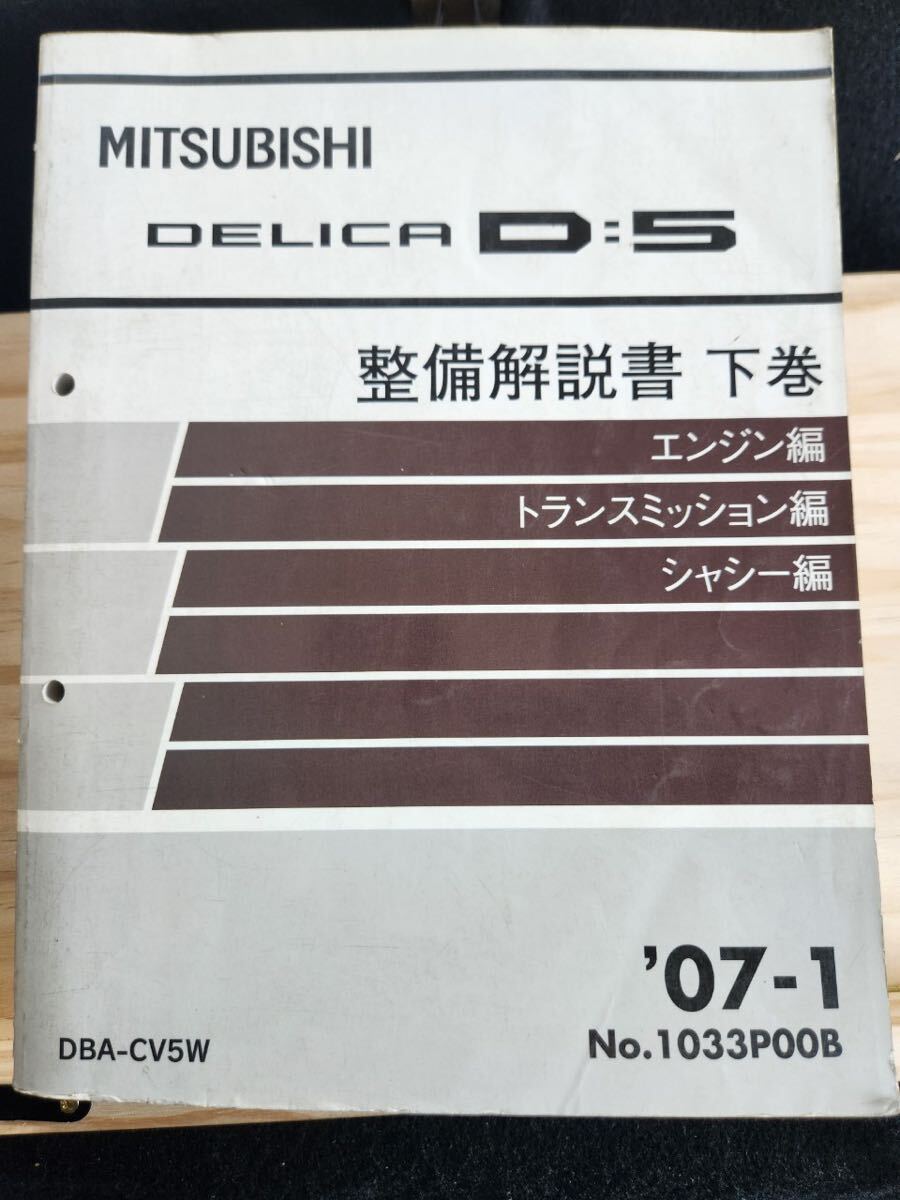 MITSUBISHI
DELICA D:5
整備解説書 下巻
エンジン編
トランスミッション編
シャシー編
'07-1
DBA-CV5W
No.1033P00B